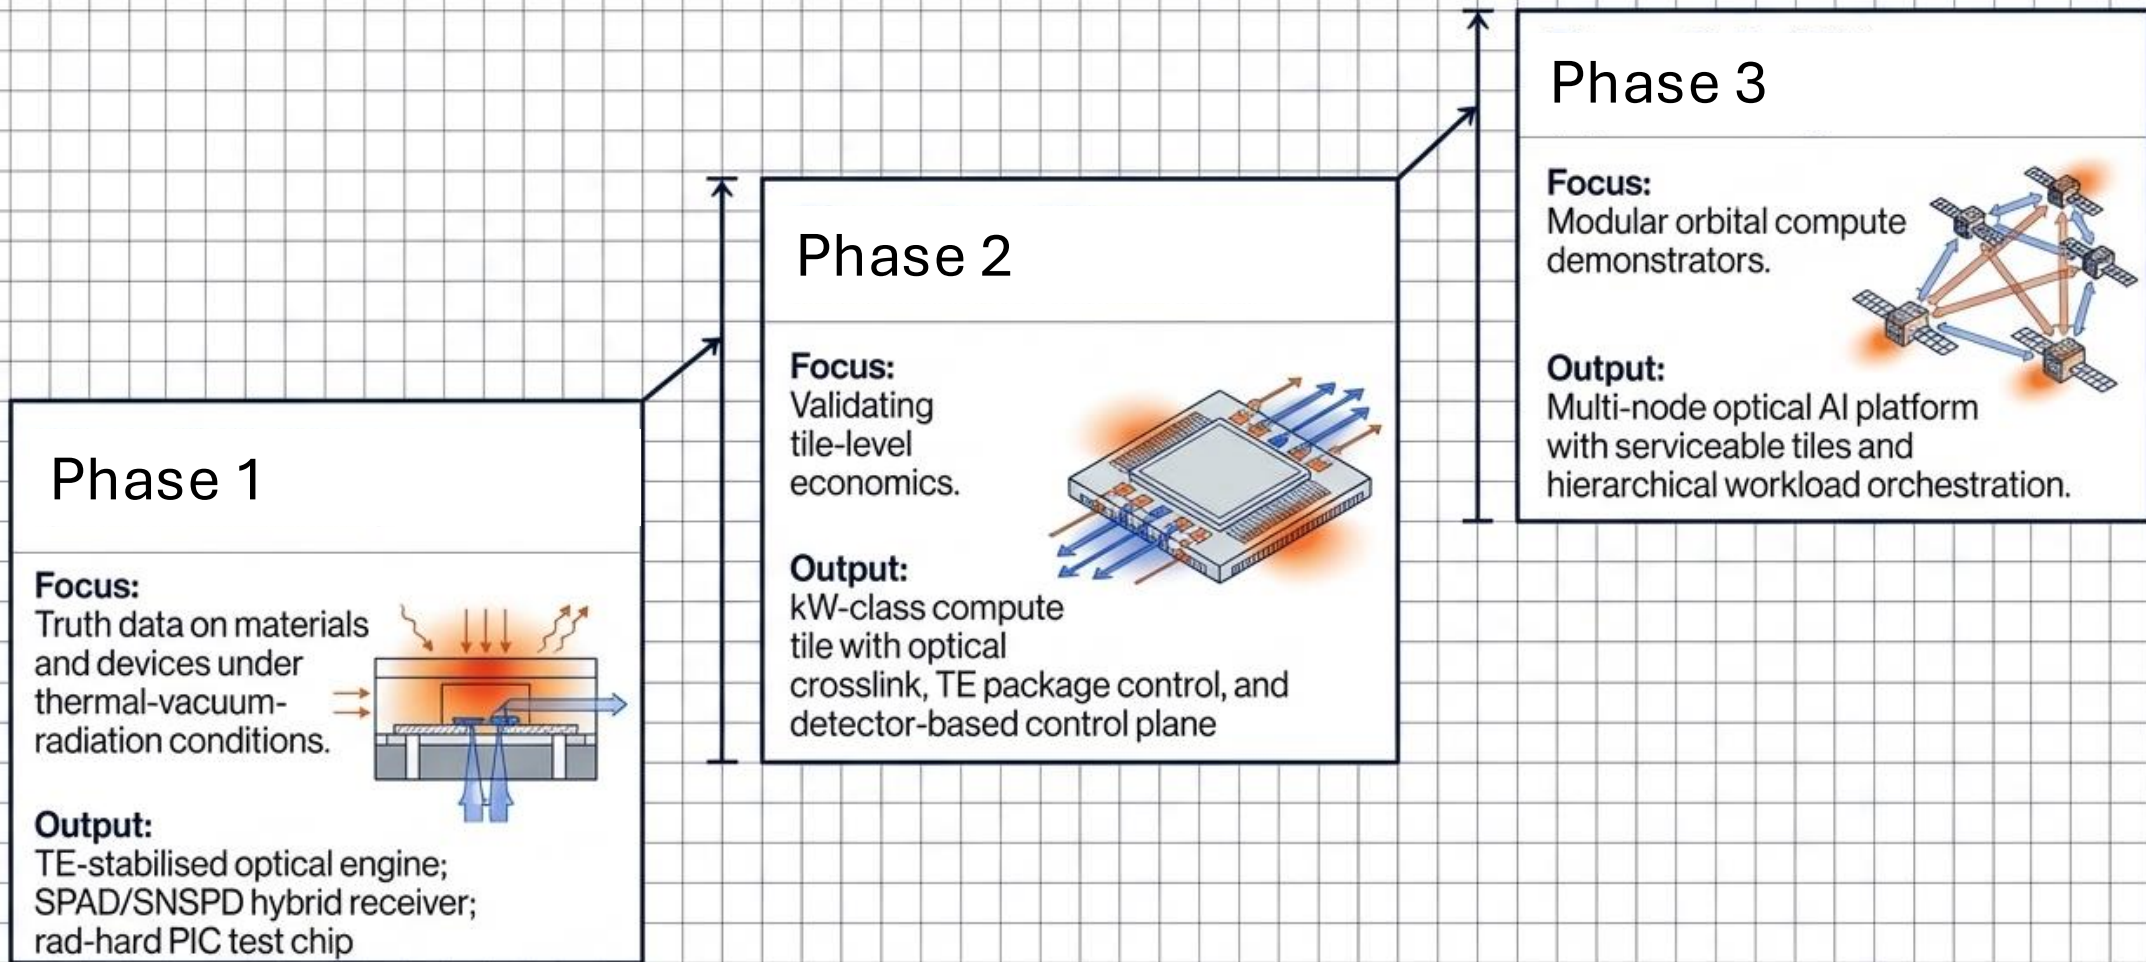 Phase 1
Focus:
Truth data on materials
and devices under
thermal-vacuum-
radiation conditions.
Output:
TE-stabilised optical engine;
SPAD/SNSPD hybrid receiver;
rad-hard PIC test chip
Phase 2
Focus:
Validating
tile-level
economics.
Output:
kW-class compute
tile with optical
crosslink, TE package control, and
detector-based control plane
Phase 3
Focus:
Modular orbital compute
demonstrators.
Output:
Multi-node optical AI platform
with serviceable tiles and
hierarchical workload orchestration.